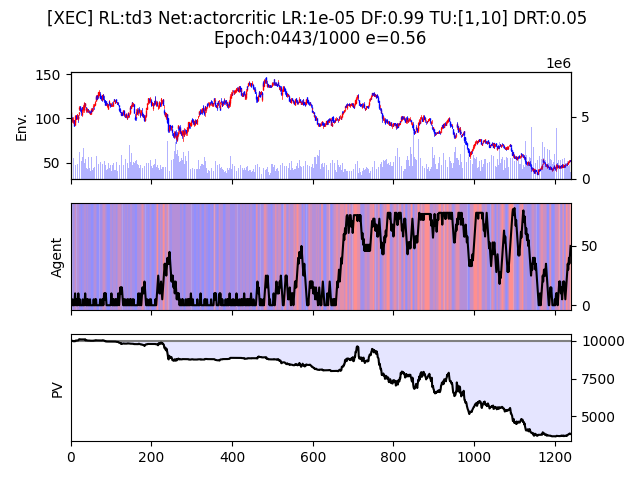 [XEC] RL:td3 Net:actorcritic LR:1e-05 DF:0.99 TU:[1,10] DRT:0.05
Epoch:0443/1000 e=0.56
1e6
150
100
50
Env.
5
0
Agent
50
0
PV
10000
7500
5000
0 200 400 600 800 1000 1200